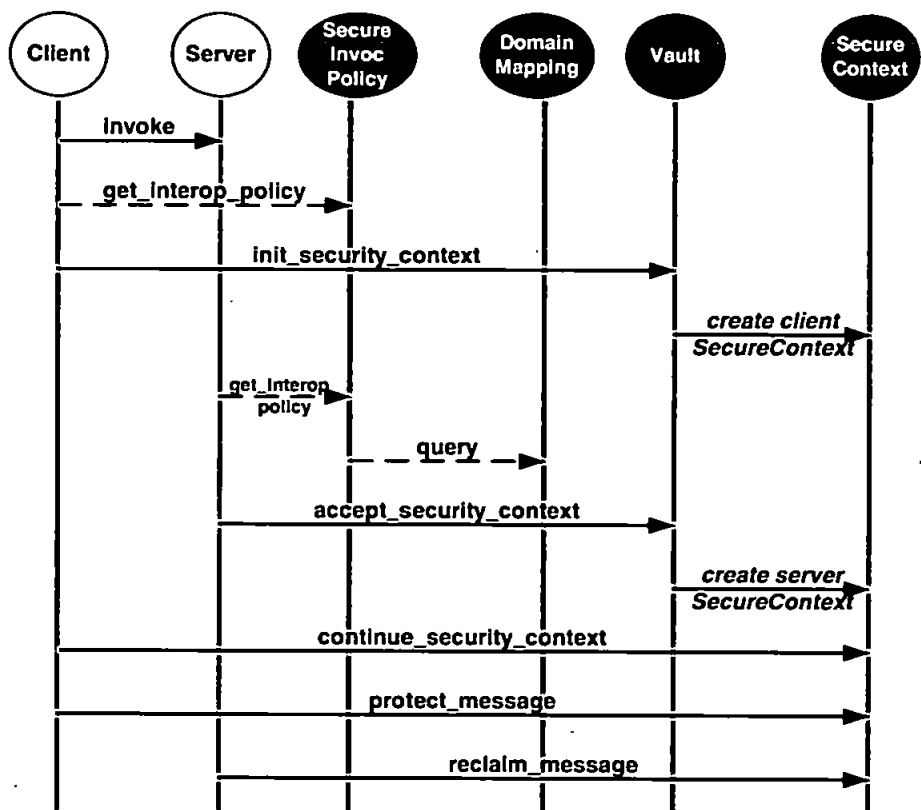 Client
Server
Secure
Invoc
Policy
Domain
Mapping
Vault
Secure
Context
invoke
get_interop_policy
init_security_context
create client
SecureContext
get_interop
policy
query
accept_security_context
create server
SecureContext
continue_security_context
protect_message
reclaim_message